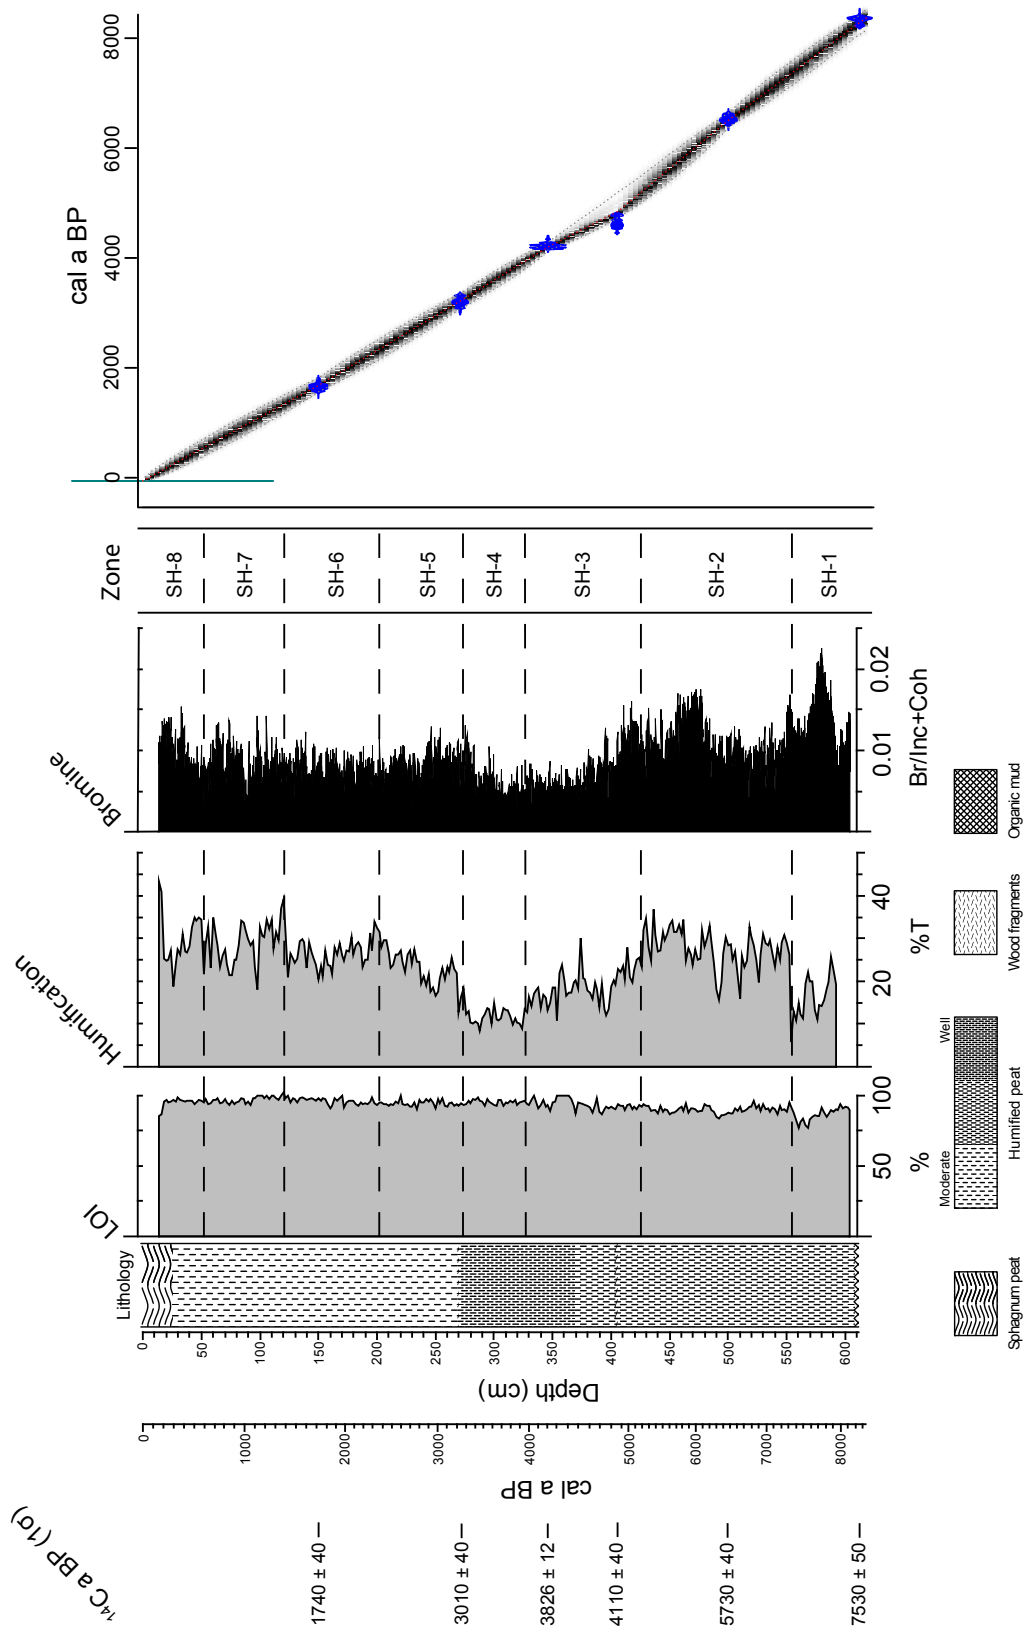 ¹⁴C a BP (1σ)
1740 ± 40
3010 ± 40
3826 ± 12
4110 ± 40
5730 ± 40
7530 ± 50
cal a BP
0
1000
2000
3000
4000
5000
6000
7000
8000
Depth (cm)
0
50
100
150
200
250
300
350
400
450
500
550
600
Lithology
LOI
50
100
%
Humification
20
40
%T
Bromine
0.01
0.02
Br/Inc+Coh
Zone
SH-8
SH-7
SH-6
SH-5
SH-4
SH-3
SH-2
SH-1
cal a BP
0
2000
4000
6000
8000
Sphagnum peat
Moderate
Well
Humified peat
Wood fragments
Organic mud